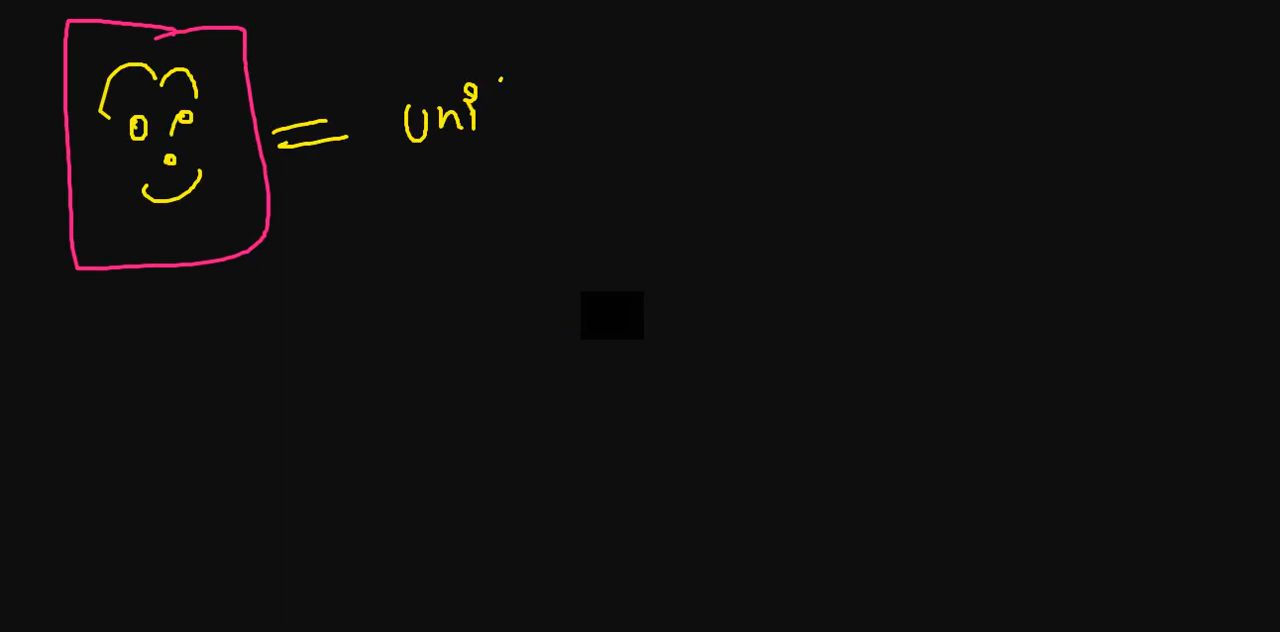 = uni